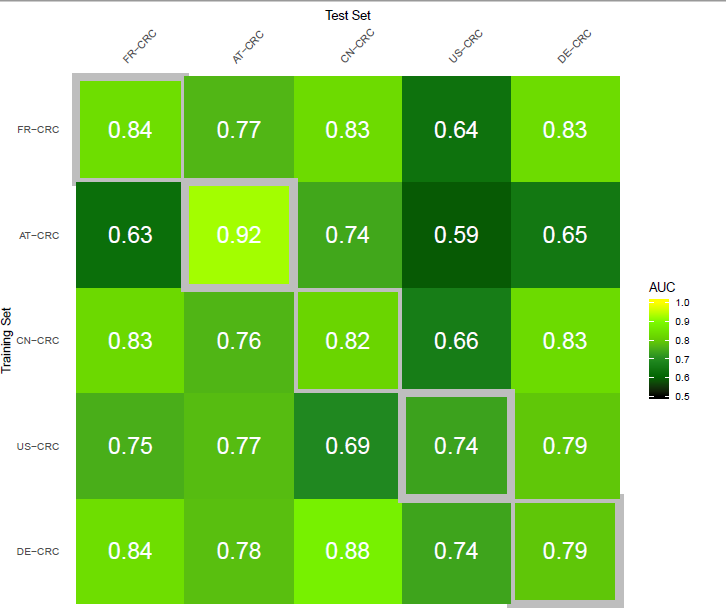 Test Set
FR−CRC AT−CRC CN−CRC US−CRC DE−CRC
FR−CRC 0.84 0.77 0.83 0.64 0.83
AT−CRC 0.63 0.92 0.74 0.59 0.65
Training Set
CN−CRC 0.83 0.76 0.82 0.66 0.83
US−CRC 0.75 0.77 0.69 0.74 0.79
DE−CRC 0.84 0.78 0.88 0.74 0.79
AUC
1.0
0.9
0.8
0.7
0.6
0.5